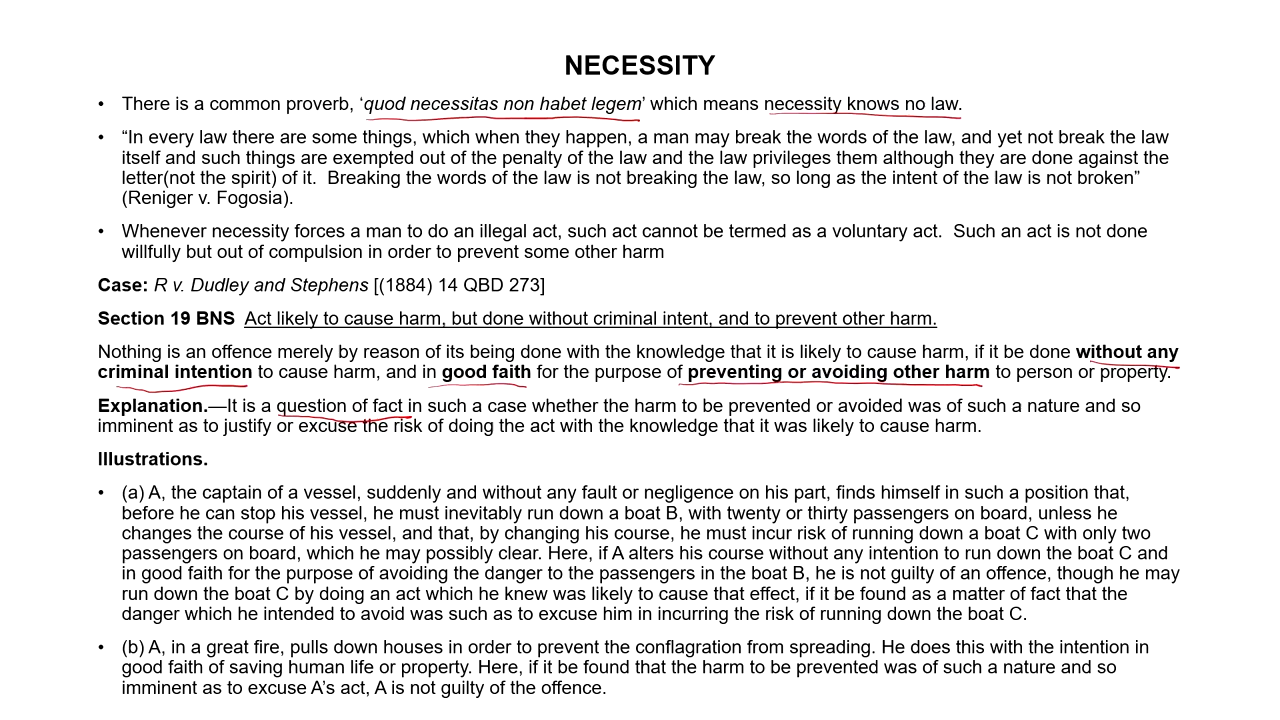 NECESSITY
• There is a common proverb, ‘quod necessitas non habet legem’ which means necessity knows no law.
• “In every law there are some things, which when they happen, a man may break the words of the law, and yet not break the law
itself and such things are exempted out of the penalty of the law and the law privileges them although they are done against the
letter(not the spirit) of it.  Breaking the words of the law is not breaking the law, so long as the intent of the law is not broken”
(Reniger v. Fogosia).
• Whenever necessity forces a man to do an illegal act, such act cannot be termed as a voluntary act.  Such an act is not done
willfully but out of compulsion in order to prevent some other harm
Case: R v. Dudley and Stephens [(1884) 14 QBD 273]
Section 19 BNS  Act likely to cause harm, but done without criminal intent, and to prevent other harm.
Nothing is an offence merely by reason of its being done with the knowledge that it is likely to cause harm, if it be done without any
criminal intention to cause harm, and in good faith for the purpose of preventing or avoiding other harm to person or property.
Explanation.—It is a question of fact in such a case whether the harm to be prevented or avoided was of such a nature and so
imminent as to justify or excuse the risk of doing the act with the knowledge that it was likely to cause harm.
Illustrations.
• (a) A, the captain of a vessel, suddenly and without any fault or negligence on his part, finds himself in such a position that,
before he can stop his vessel, he must inevitably run down a boat B, with twenty or thirty passengers on board, unless he
changes the course of his vessel, and that, by changing his course, he must incur risk of running down a boat C with only two
passengers on board, which he may possibly clear. Here, if A alters his course without any intention to run down the boat C and
in good faith for the purpose of avoiding the danger to the passengers in the boat B, he is not guilty of an offence, though he may
run down the boat C by doing an act which he knew was likely to cause that effect, if it be found as a matter of fact that the
danger which he intended to avoid was such as to excuse him in incurring the risk of running down the boat C.
• (b) A, in a great fire, pulls down houses in order to prevent the conflagration from spreading. He does this with the intention in
good faith of saving human life or property. Here, if it be found that the harm to be prevented was of such a nature and so
imminent as to excuse A’s act, A is not guilty of the offence.